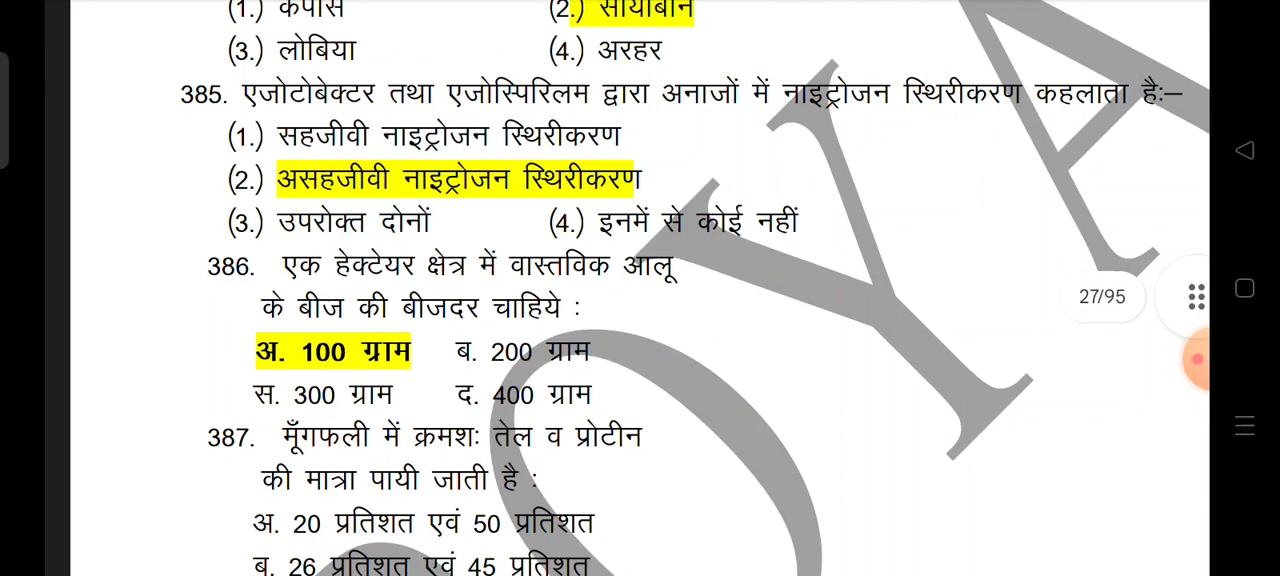 (1.) कपास (2.) सोयाबीन
(3.) लोबिया (4.) अरहर
385. एजोटोबेक्टर तथा एजोस्पिरिलम द्वारा अनाजों में नाइट्रोजन स्थिरीकरण कहलाता है:–
(1.) सहजीवी नाइट्रोजन स्थिरीकरण
(2.) असहजीवी नाइट्रोजन स्थिरीकरण
(3.) उपरोक्त दोनों (4.) इनमें से कोई नहीं
386. एक हेक्टेयर क्षेत्र में वास्तविक आलू
के बीज की बीजदर चाहिये :
अ. 100 ग्राम ब. 200 ग्राम
स. 300 ग्राम द. 400 ग्राम
387. मूँगफली में क्रमशः तेल व प्रोटीन
की मात्रा पायी जाती है :
अ. 20 प्रतिशत एवं 50 प्रतिशत
ब. 26 प्रतिशत एवं 45 प्रतिशत
27/95
OYA